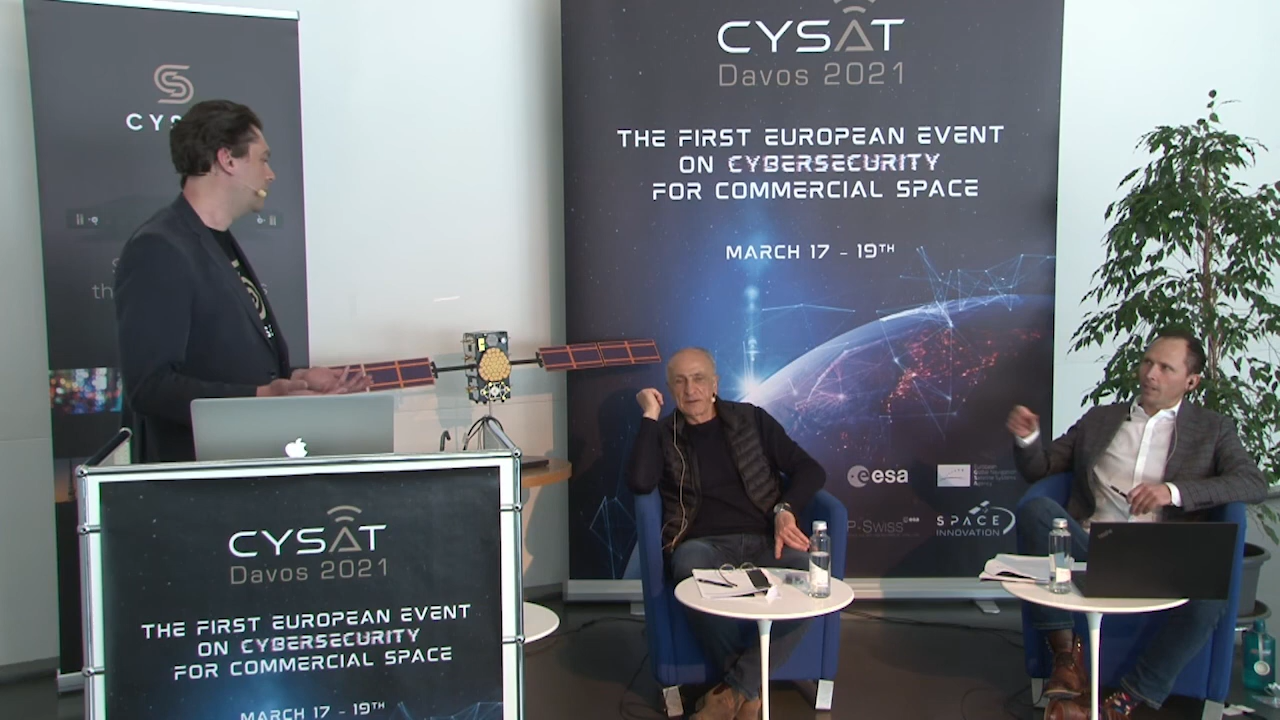 CYSAT
Davos 2021
THE FIRST EUROPEAN EVENT
ON CYBERSECURITY
FOR COMMERCIAL SPACE
MARCH 17 - 19TH
esa
SPACE
INNOVATION
CYSAT
Davos 2021
THE FIRST EUROPEAN EVENT
ON CYBERSECURITY
FOR COMMERCIAL SPACE
MARCH 17 - 19TH